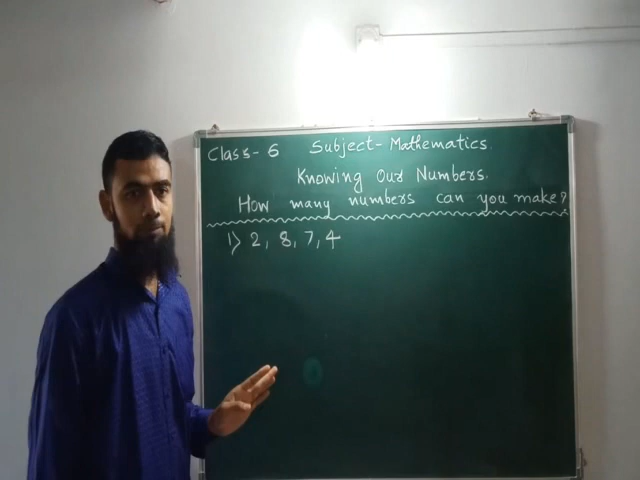 Class- 6 Subject- Mathematics.
Knowing Our Numbers.
How many numbers can you make?
1) 2, 8, 7, 4